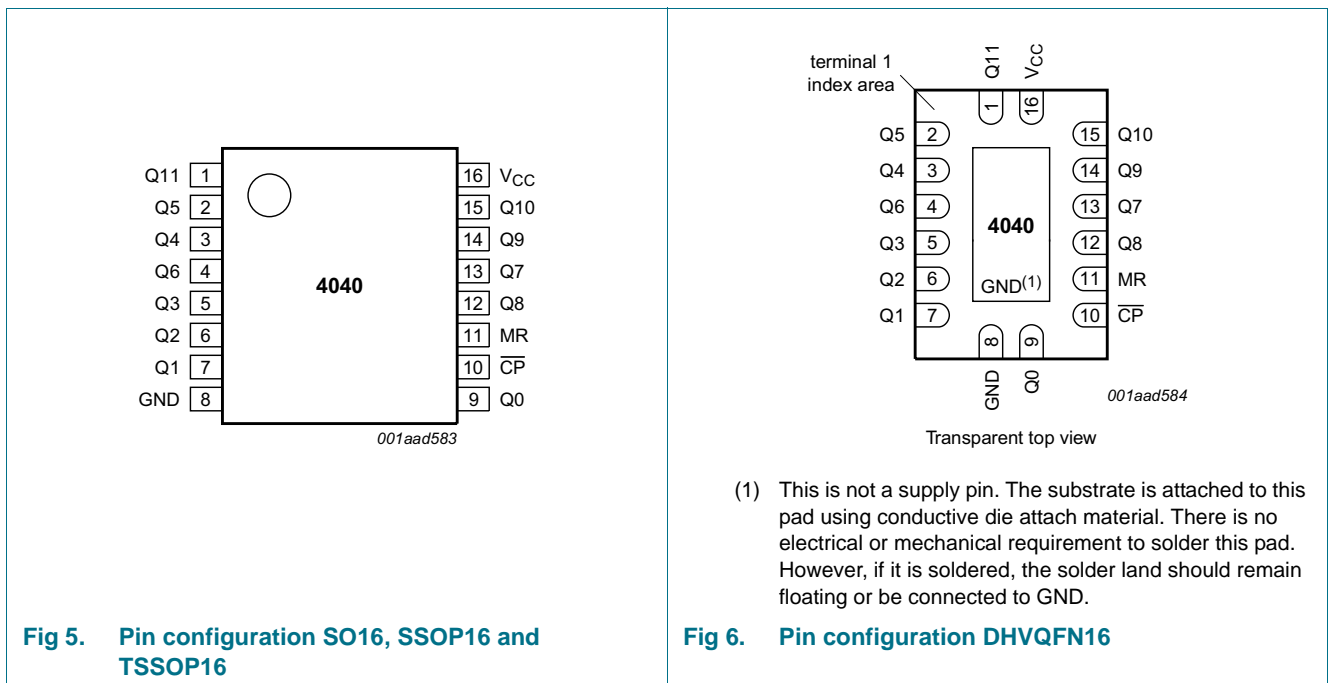 Q11 1
Q5 2
Q4 3
Q6 4
Q3 5
Q2 6
Q1 7
GND 8
4040
16 VCC
15 Q10
14 Q9
13 Q7
12 Q8
11 MR
10 CP
9 Q0
001aad583
Fig 5. Pin configuration SO16, SSOP16 and
TSSOP16
terminal 1
index area
Q11
VCC
1
16
Q5 2
Q4 3
Q6 4
Q3 5
Q2 6
Q1 7
4040
GND(1)
15 Q10
14 Q9
13 Q7
12 Q8
11 MR
10 CP
8
9
GND
Q0
001aad584
Transparent top view
(1) This is not a supply pin. The substrate is attached to this
pad using conductive die attach material. There is no
electrical or mechanical requirement to solder this pad.
However, if it is soldered, the solder land should remain
floating or be connected to GND.
Fig 6. Pin configuration DHVQFN16